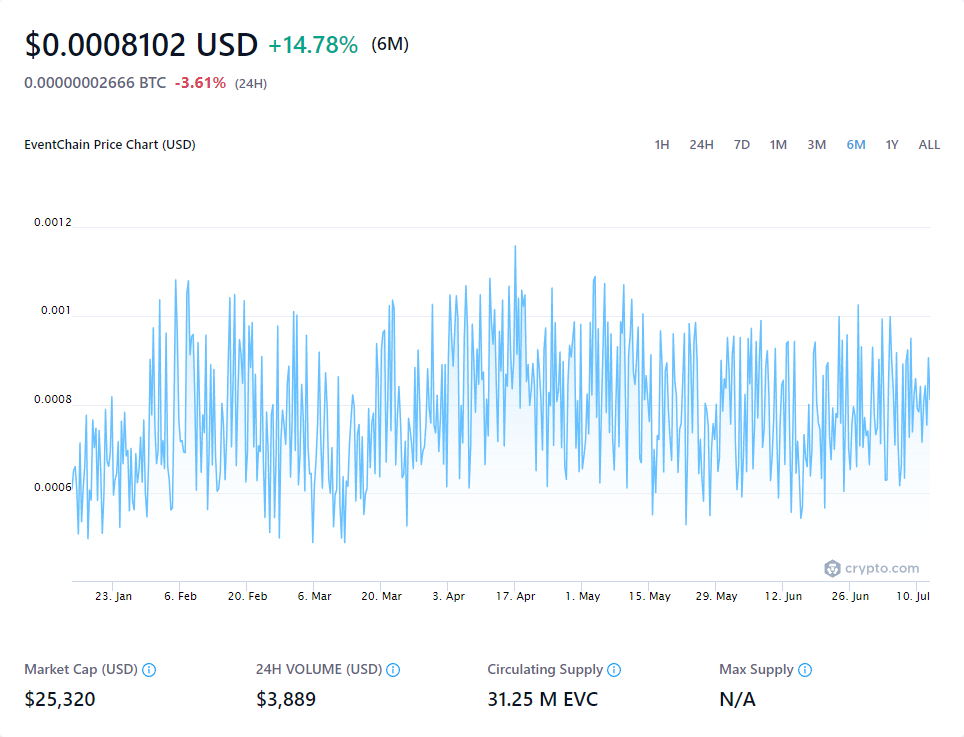 $0.0008102 USD +14.78% (6M)
0.00000002666 BTC -3.61% (24H)
EventChain Price Chart (USD) 1H 24H 7D 1M 3M 6M 1Y ALL
0.0012
0.001
0.0008
0.0006
crypto.com
23. Jan 6. Feb 20. Feb 6. Mar 20. Mar 3. Apr 17. Apr 1. May 15. May 29. May 12. Jun 26. Jun 10. Jul
Market Cap (USD) 24H VOLUME (USD) Circulating Supply Max Supply
$25,320 $3,889 31.25 M EVC N/A